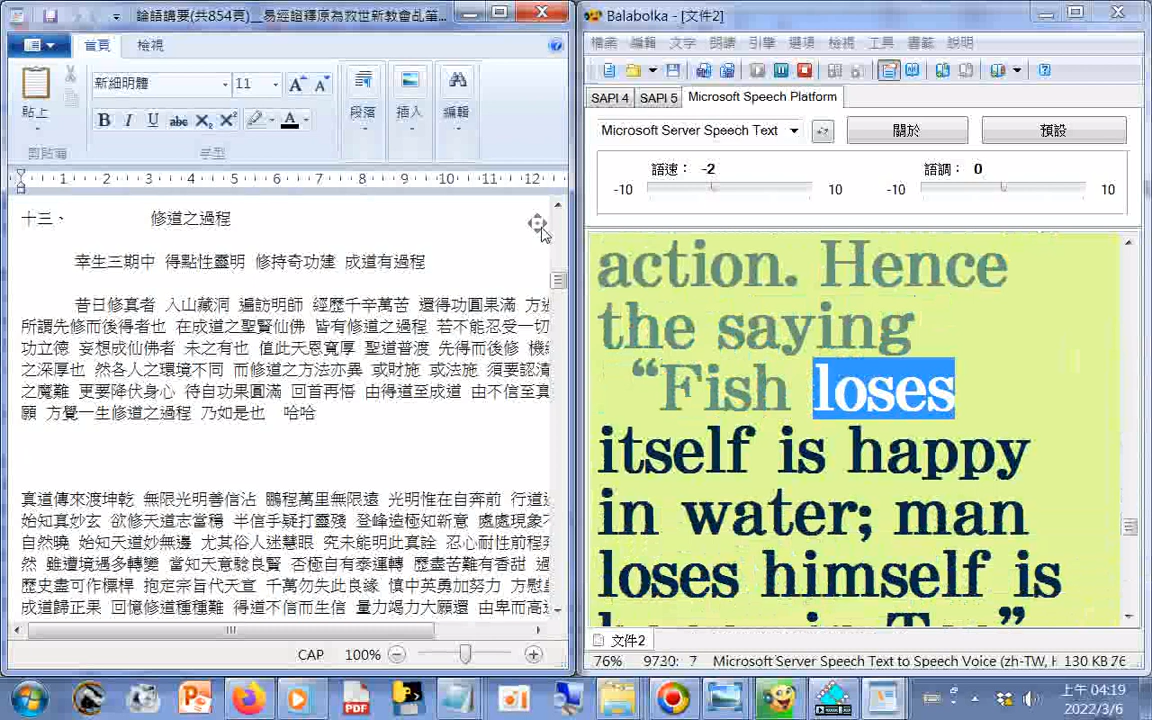 論語講要(共854頁)__易經證釋原為救世新教會乩筆...
首頁
檢視
新細明體
11
貼上
剪貼簿
字型
段落
插入
編輯
1 2 3 4 5 6 7 8 9 10 11 12
十三、 修道之過程
幸生三期中 得點性靈明 修持奇功建 成道有過程
昔日修真者 入山藏洞 遍訪明師 經歷千辛萬苦 還得功圓果滿 方
所謂先修而後得者也 在成道之聖賢仙佛 皆有修道之過程 若不能忍受一切
功立德 妄想成仙佛者 未之有也 值此天恩寬厚 聖道普渡 先得而後修 機
之深厚也 然各人之環境不同 而修道之方法亦異 或財施 或法施 須要認清
之魔難 更要降伏身心 待自功果圓滿 回首再悟 由得道至成道 由不信至真
願 方覺一生修道之過程 乃如是也 哈哈
真道傳來渡坤乾 無限光明善信沾 鵬程萬里無限遠 光明惟在自奔前 行道
始知真妙玄 欲修天道志當穩 半信乎疑打靈殘 登峰造極知新意 處處現象
自然曉 始知天道妙無邊 尤其俗人迷慧眼 究未能明此真詮 忍心耐性前程
然 雖遭境遇多轉變 當知天意驗良賢 否極自有泰運轉 歷盡苦難有香甜 過
歷史盡可作標桿 抱定宗旨代天宣 千萬勿失此良緣 慎中英勇加努力 方慰
成道歸正果 回憶修道種種難 得道不信而生信 量力竭力大願還 由卑而高
CAP 100%
Balabolka - [文件2]
檔案 編輯 文字 朗讀 引擎 選項 檢視 工具 書籤 說明
SAPI 4 SAPI 5 Microsoft Speech Platform
Microsoft Server Speech Text
關於
預設
語速： -2
語調： 0
-10 10 -10 10
action. Hence
the saying
“Fish loses
itself is happy
in water; man
loses himself is
文件2
76% 9730: 7 Microsoft Server Speech Text to Speech Voice (zh-TW, H 130 KB 76
上午 04:19
2022/3/6